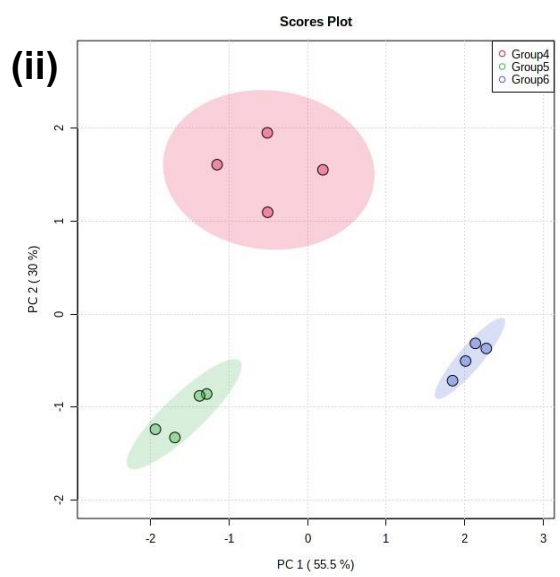 Scores Plot
(ii)
Group4
Group5
Group6
2
1
0
-1
-2
PC 2 ( 30 %)
-2
-1
0
1
2
3
PC 1 ( 55.5 %)